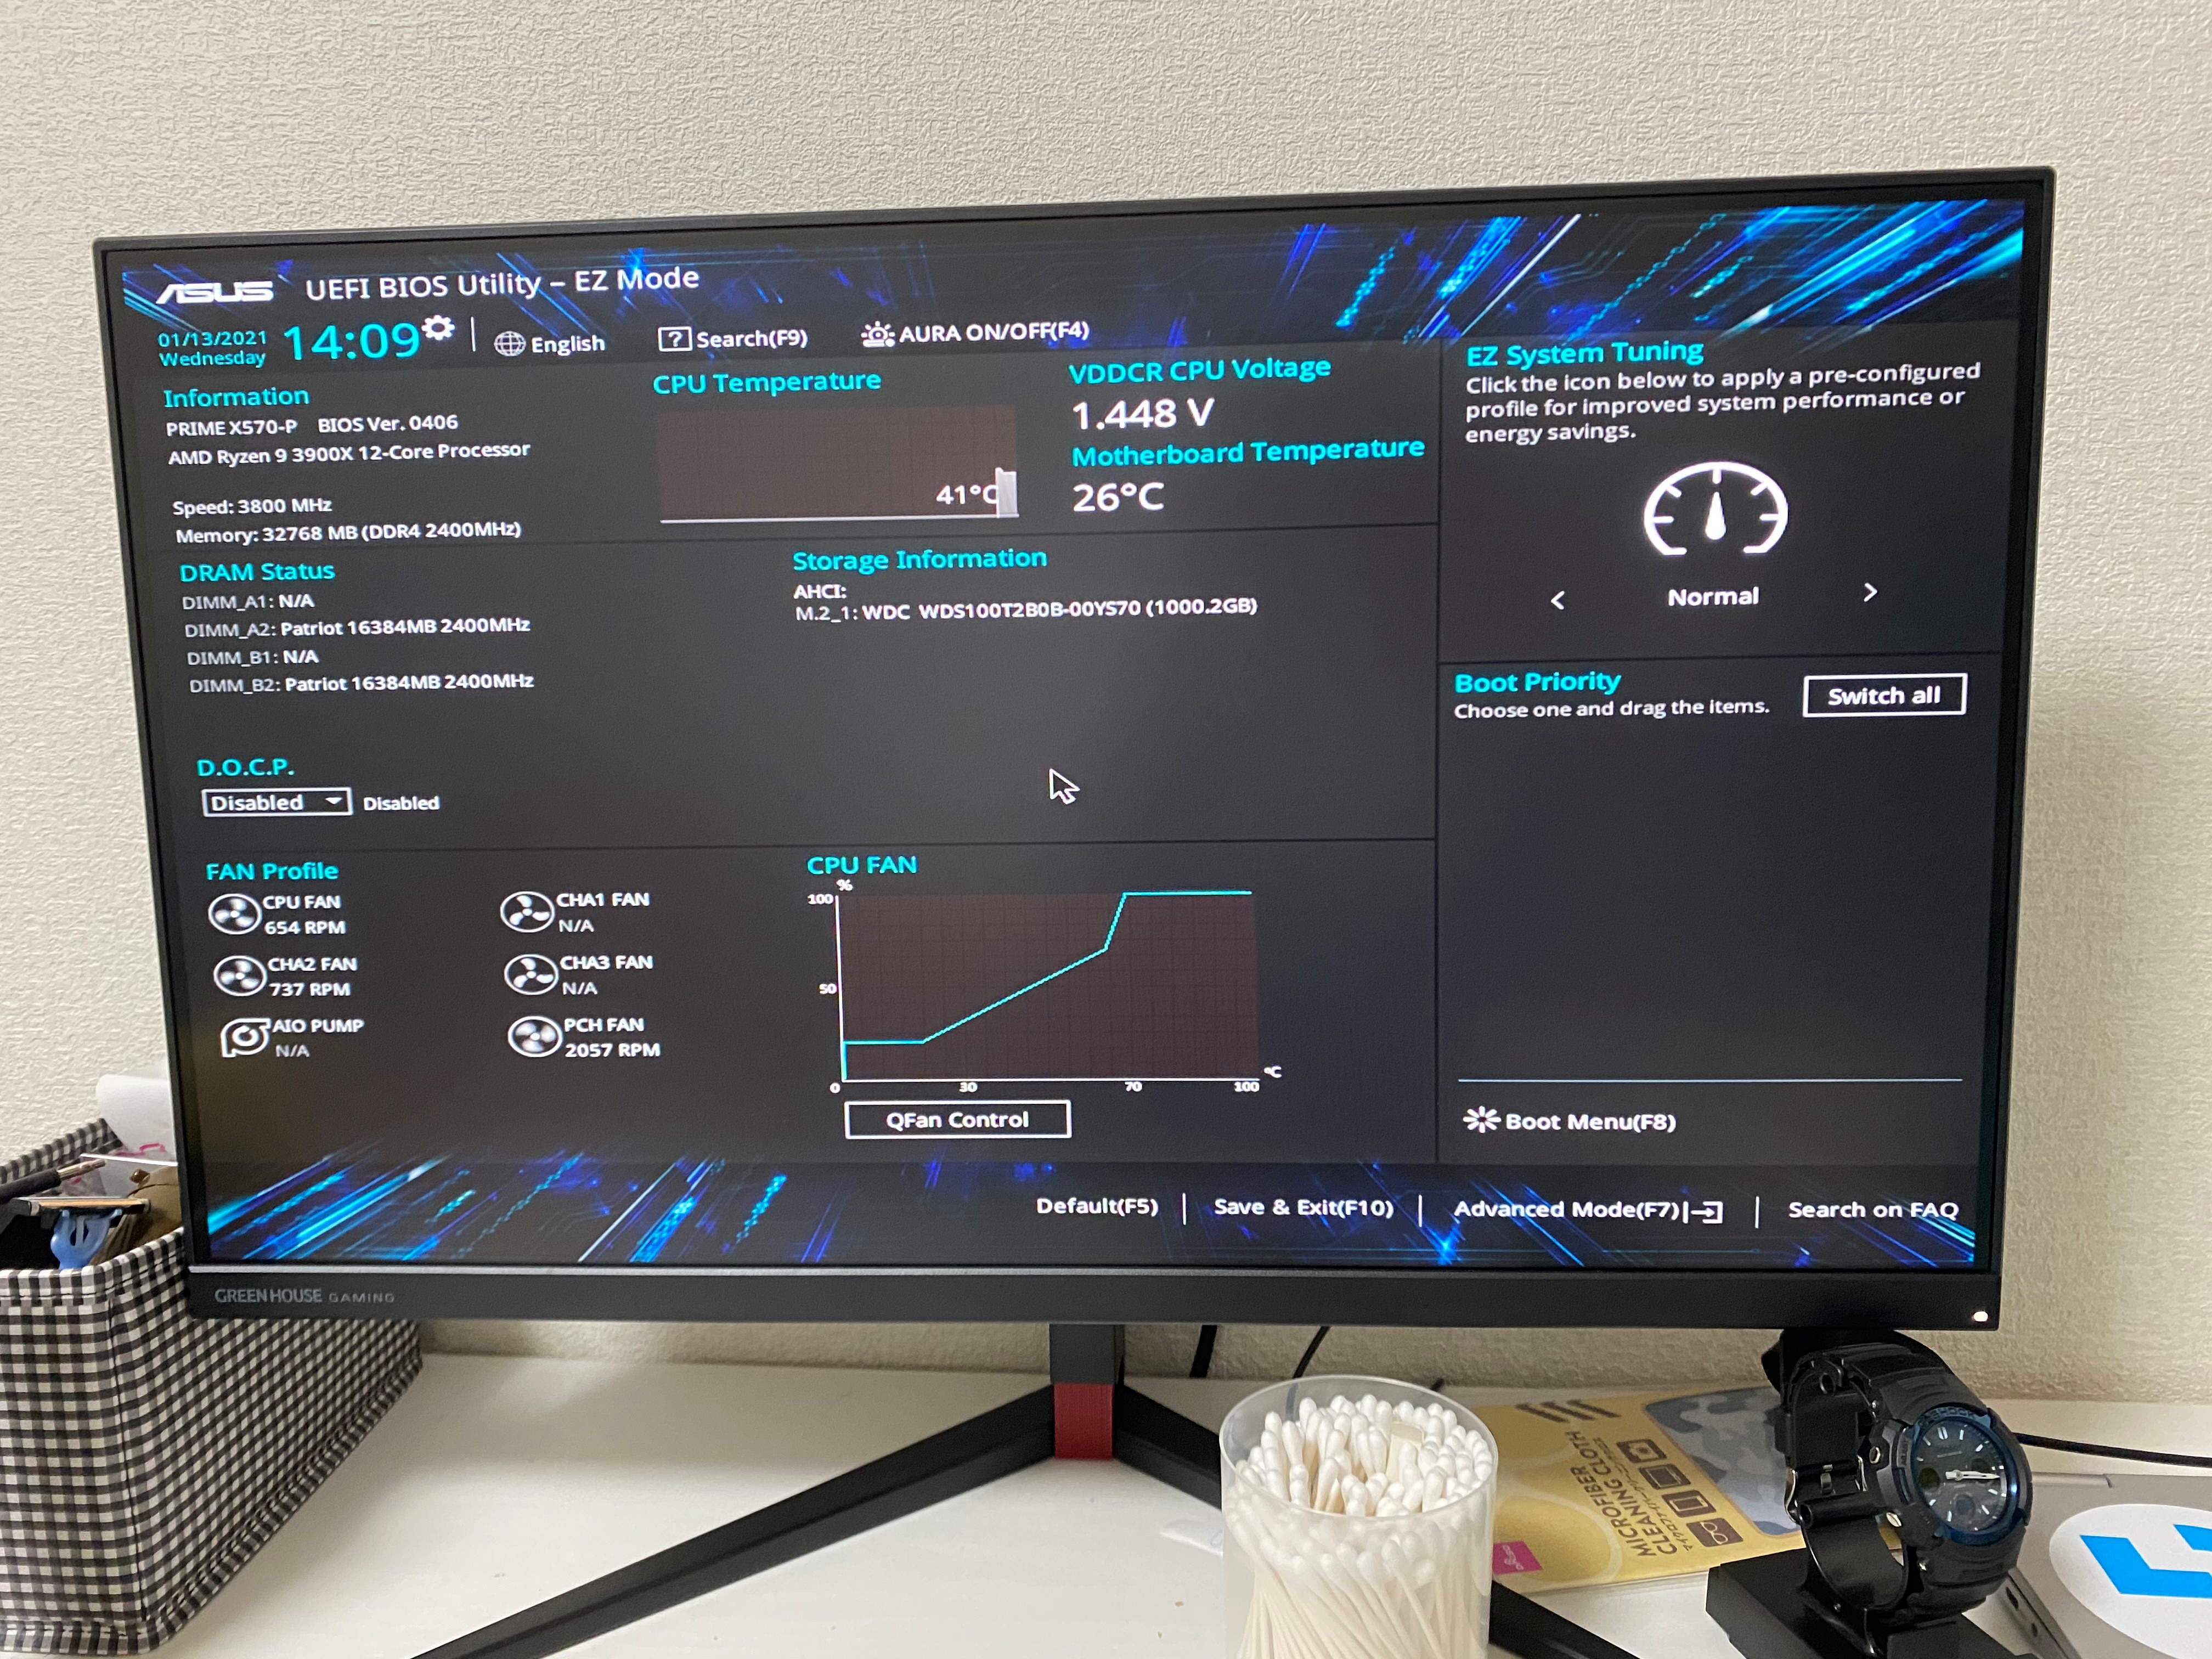 ASUS UEFI BIOS Utility – EZ Mode
01/13/2021
Wednesday
14:09
English
Search(F9)
AURA ON/OFF(F4)
Information
PRIME X570-P BIOS Ver. 0406
AMD Ryzen 9 3900X 12-Core Processor
Speed: 3800 MHz
Memory: 32768 MB (DDR4 2400MHz)
CPU Temperature
41°C
VDDCR CPU Voltage
1.448 V
Motherboard Temperature
26°C
EZ System Tuning
Click the icon below to apply a pre-configured
profile for improved system performance or
energy savings.
< Normal >
DRAM Status
DIMM_A1: N/A
DIMM_A2: Patriot 16384MB 2400MHz
DIMM_B1: N/A
DIMM_B2: Patriot 16384MB 2400MHz
Storage Information
AHCI:
M.2_1: WDC WDS100T2B0B-00YS70 (1000.2GB)
Boot Priority
Choose one and drag the items.
Switch all
D.O.C.P.
Disabled Disabled
FAN Profile
CPU FAN
654 RPM
CHA1 FAN
N/A
CHA2 FAN
737 RPM
CHA3 FAN
N/A
AIO PUMP
N/A
PCH FAN
2057 RPM
CPU FAN
%
100
50
0 30 70 100
°C
QFan Control
Boot Menu(F8)
Default(F5) | Save & Exit(F10) | Advanced Mode(F7) | Search on FAQ
GREEN HOUSE GAMING
MICROFIBER
CLEANING CLOTH